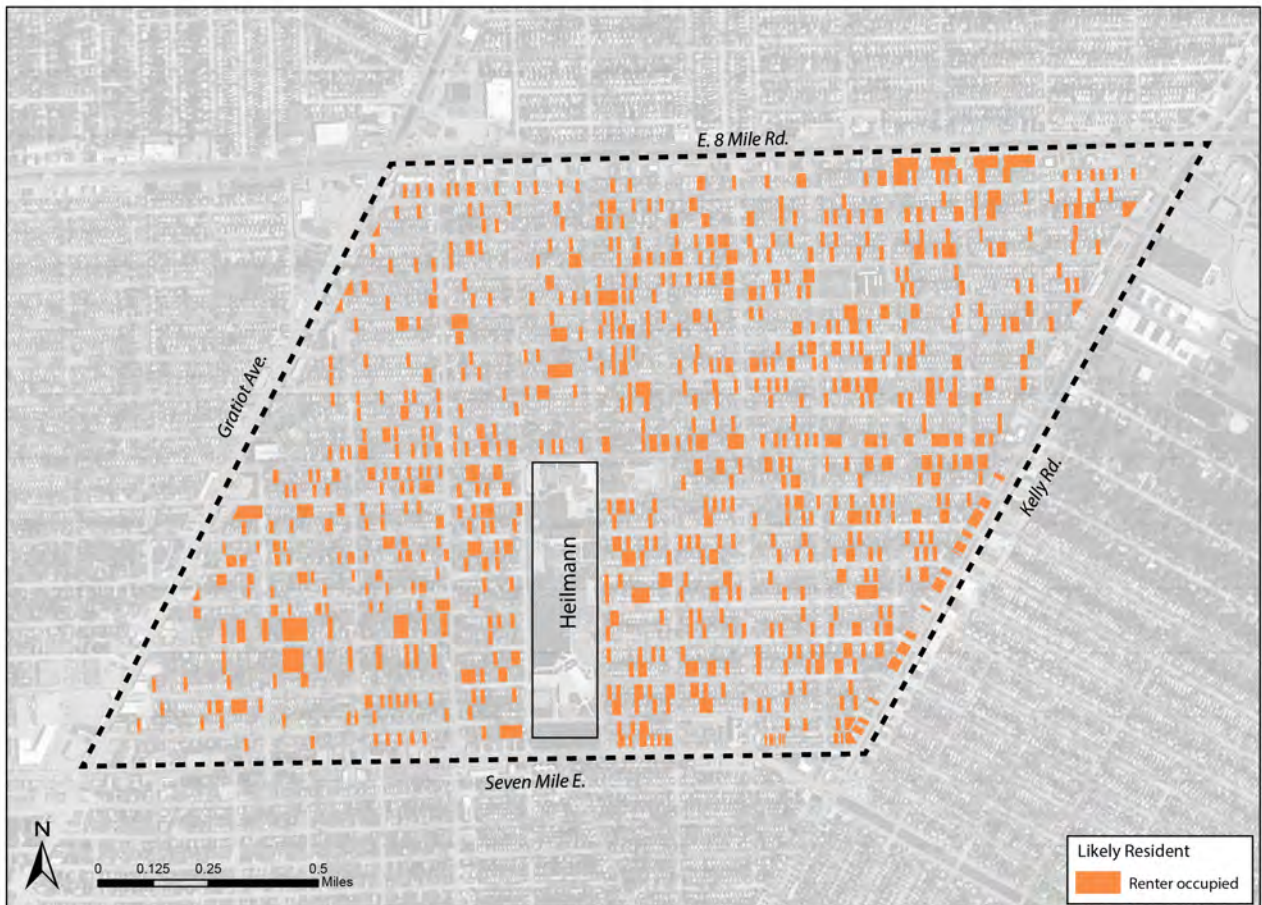 E. 8 Mile Rd.
Gratiot Ave.
Kelly Rd.
Heilmann
Seven Mile E.
N
0 0.125 0.25 0.5
Miles
Likely Resident
Renter occupied